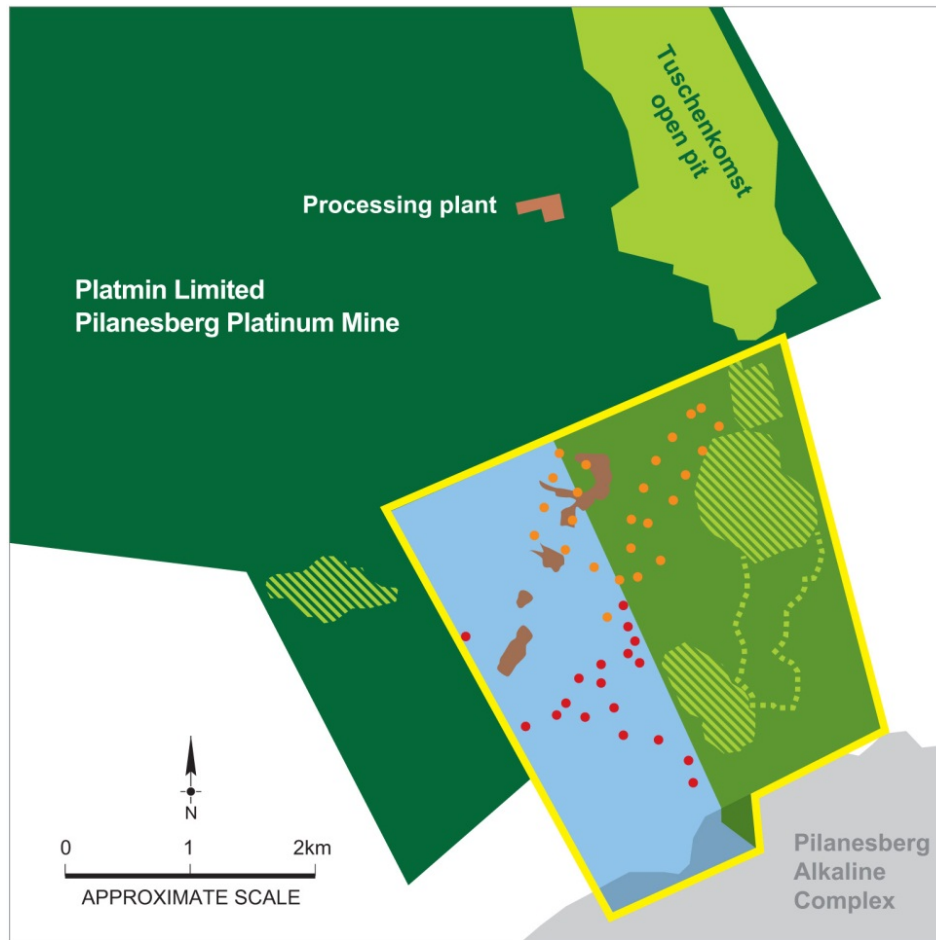 Tuschenkomst
open pit
Processing plant
Platmin Limited
Pilanesberg Platinum Mine
N
0 1 2km
APPROXIMATE SCALE
Pilanesberg
Alkaline
Complex